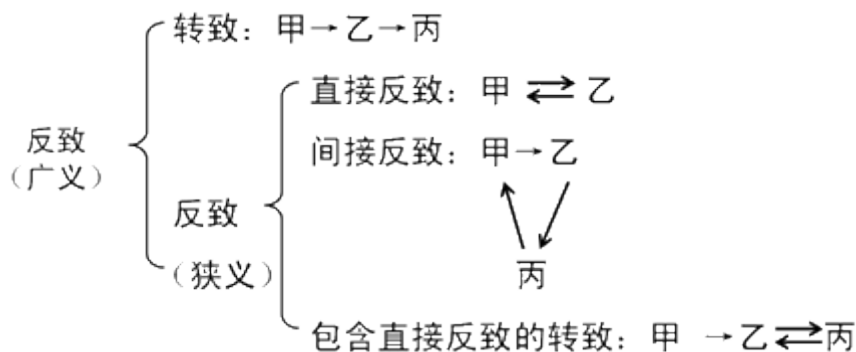 转致：甲→乙→丙
直接反致：甲⇄乙
反致
（广义）
间接反致：甲→乙
反致
（狭义）
丙
包含直接反致的转致：甲→乙⇄丙